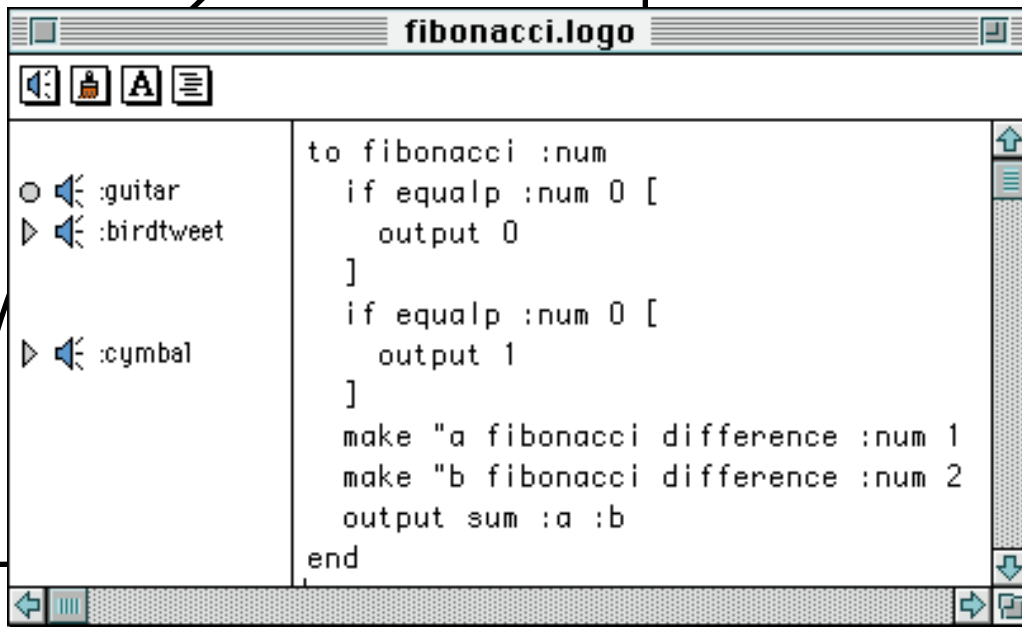 fibonacci.logo
A
to fibonacci :num
:guitar if equalp :num 0 [
:birdtweet output 0
]
if equalp :num 0 [
:cymbal output 1
]
make "a fibonacci difference :num 1
make "b fibonacci difference :num 2
output sum :a :b
end